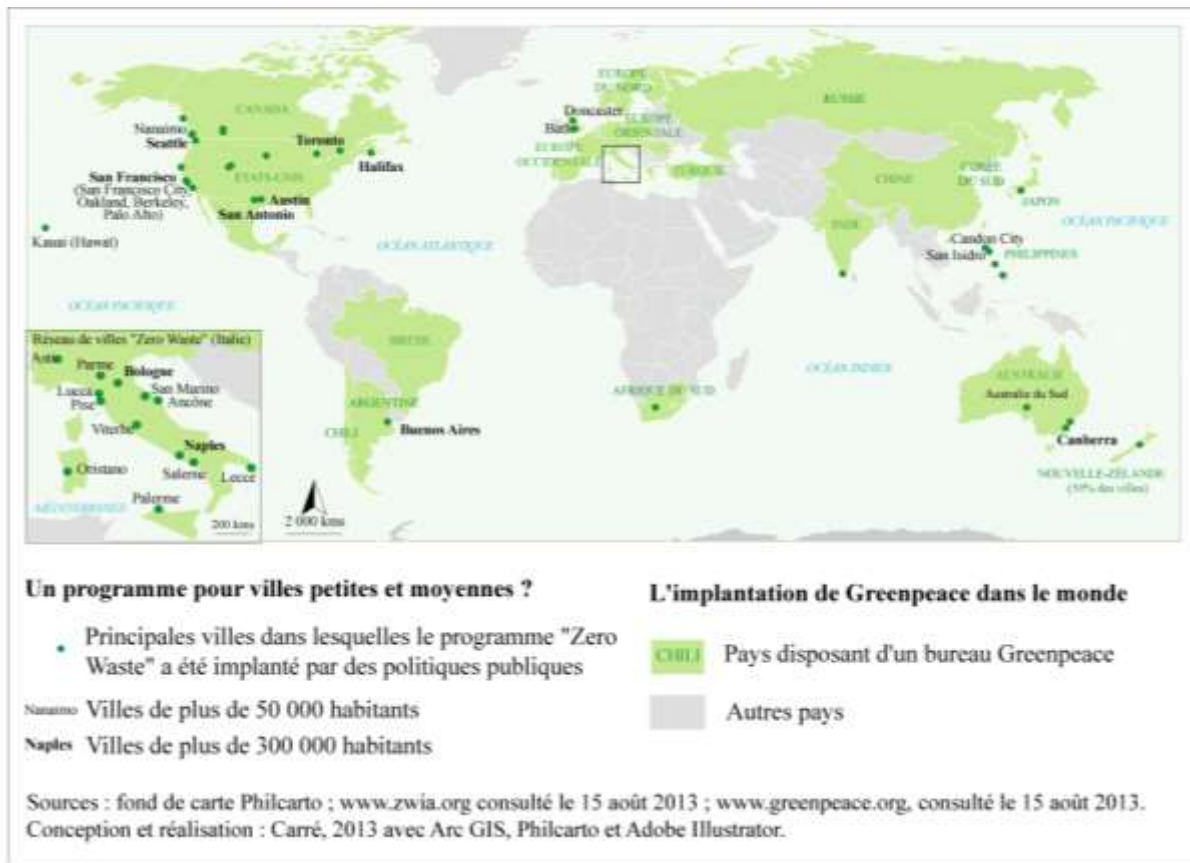 EUROPE
DU NORD
CANADA
RUSSIE
Doncaster
Nanaimo
Seattle
Toronto
Bath
EUROPE
ORIENTALE
EUROPE
OCCIDENTALE
Halifax
San Francisco
(San Francisco City,
Oakland, Berkeley,
Palo Alto)
ÉTATS-UNIS
TURQUIE
CHINE
CORÉE
DU SUD
JAPON
Austin
San Antonio
INDE
OCÉAN PACIFIQUE
Kauai (Hawaï)
OCÉAN ATLANTIQUE
Candon City
San Isidro
PHILIPPINES
OCÉAN PACIFIQUE
Réseau de villes "Zero Waste" (Italie)
BRÉSIL
OCÉAN INDIEN
Asti
Parme
Bologne
San Marino
Lucca
Pise
Ancône
Viterbe
Naples
Oristano
Salerne
Lecce
Palerme
MÉDITERRANÉE
200 kms
2 000 kms
ARGENTINE
CHILI
Buenos Aires
AFRIQUE DU SUD
AUSTRALIE
Australie du Sud
Canberra
NOUVELLE-ZÉLANDE
Un programme pour villes petites et moyennes ?
Principales villes dans lesquelles le programme "Zero
Waste" a été implanté par des politiques publiques
Nanaimo Villes de plus de 50 000 habitants
Naples Villes de plus de 300 000 habitants
L'implantation de Greenpeace dans le monde
CHILI Pays disposant d'un bureau Greenpeace
Autres pays
Sources : fond de carte Philcarto ; www.zwia.org consulté le 15 août 2013 ; www.greenpeace.org, consulté le 15 août 2013.
Conception et réalisation : Carré, 2013 avec Arc GIS, Philcarto et Adobe Illustrator.